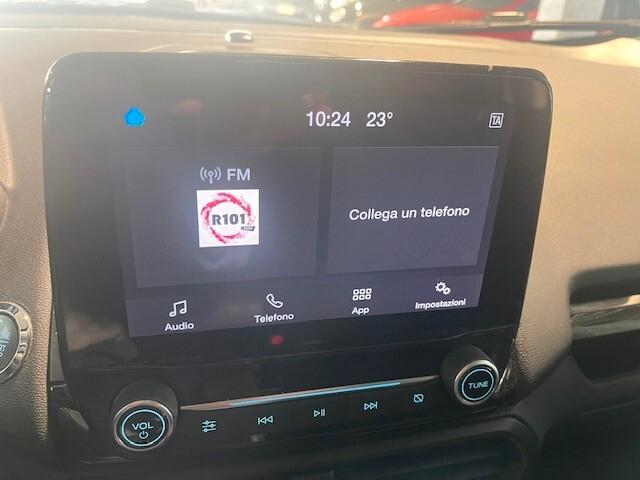 10:24 23° TA
FM
R101
Collega un telefono
Audio
Telefono
App
Impostazioni
VOL
TUNE